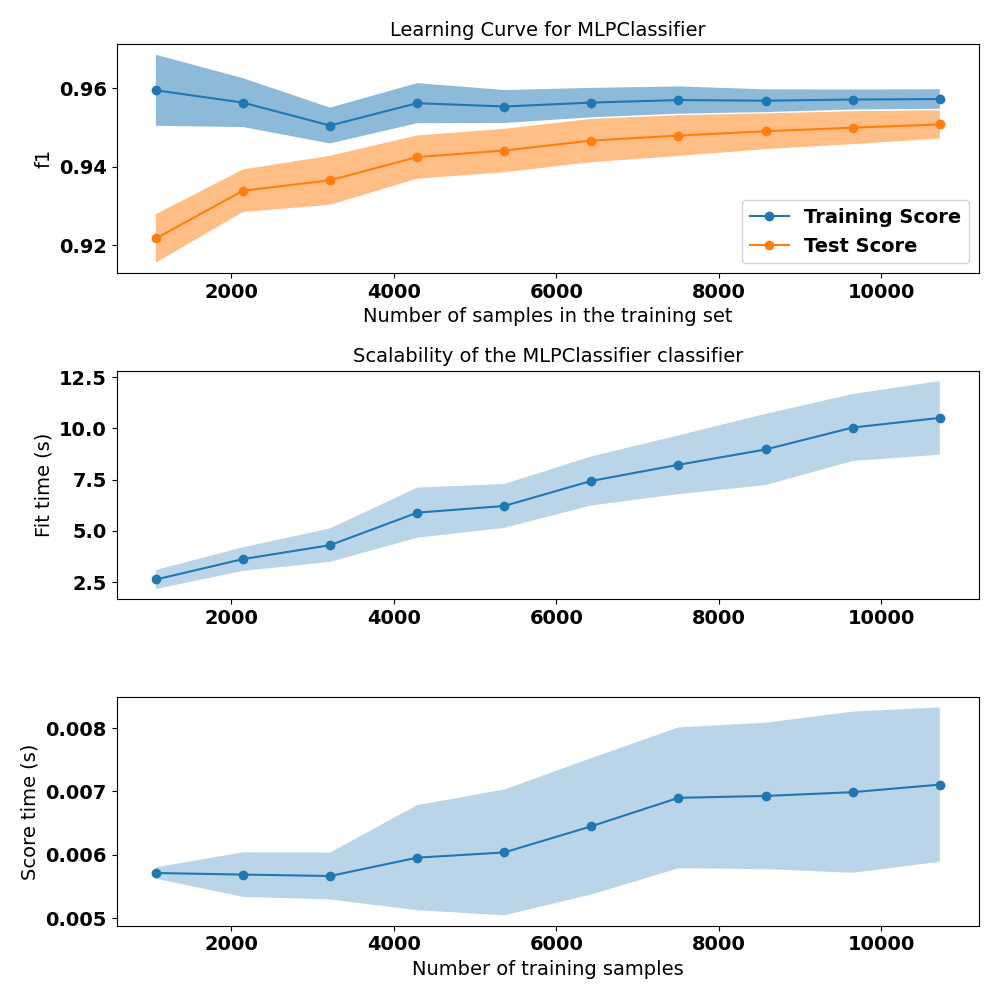 Learning Curve for MLPClassifier
0.96
0.94
0.92
f1
Training Score
Test Score
2000 4000 6000 8000 10000
Number of samples in the training set
Scalability of the MLPClassifier classifier
12.5
10.0
7.5
5.0
2.5
Fit time (s)
2000 4000 6000 8000 10000
0.008
0.007
0.006
0.005
Score time (s)
2000 4000 6000 8000 10000
Number of training samples